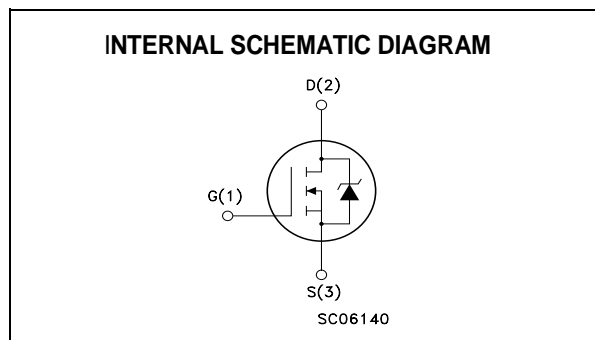 INTERNAL SCHEMATIC DIAGRAM
D(2)
G(1)
S(3)
SC06140